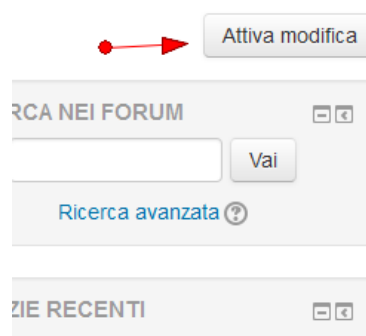 Attiva modifica
RCA NEI FORUM
Vai
Ricerca avanzata
ZIE RECENTI